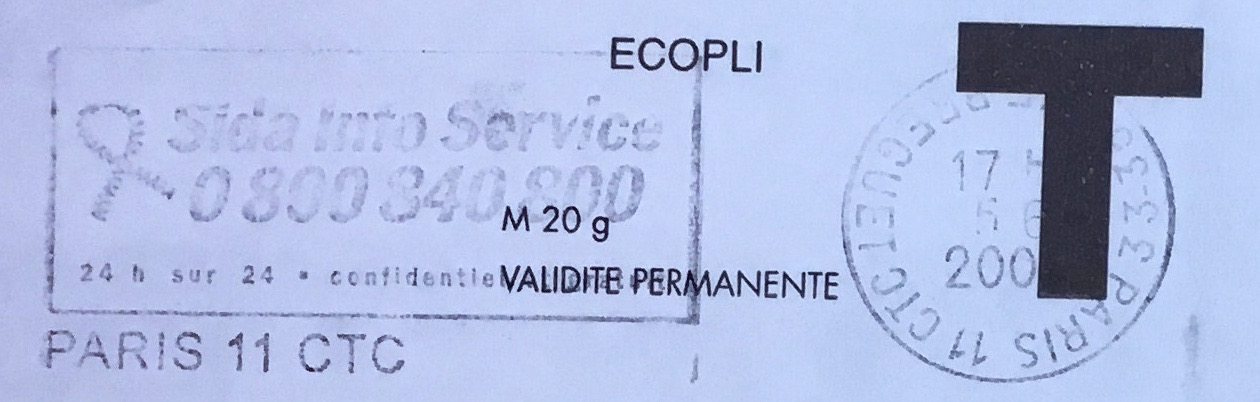 ECOPLI
T
Sida Info Service
0 800 840 800
M 20 g
24 h sur 24 • confidentiel
VALIDITE PERMANENTE
PARIS 11 CTC
PARIS 11 CTC BREGUET
17
200